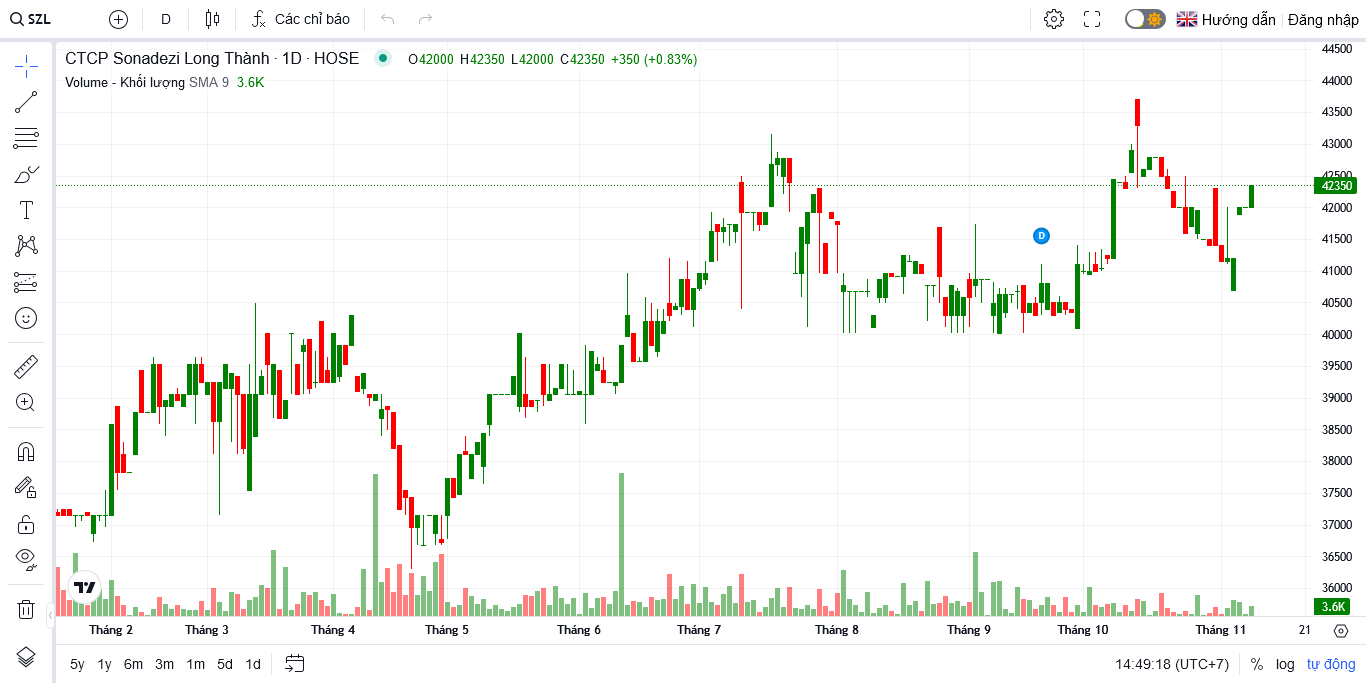 SZL D Các chỉ báo Hướng dẫn Đăng nhập
CTCP Sonadezi Long Thành · 1D · HOSE O42000 H42350 L42000 C42350 +350 (+0.83%)
Volume - Khối lượng SMA 9 3.6K
44500
44000
43500
43000
42500
42350
42000
41500
41000
40500
40000
39500
39000
38500
38000
37500
37000
36500
36000
3.6K
D
Tháng 2 Tháng 3 Tháng 4 Tháng 5 Tháng 6 Tháng 7 Tháng 8 Tháng 9 Tháng 10 Tháng 11 21
5y 1y 6m 3m 1m 5d 1d 14:49:18 (UTC+7) % log tự động